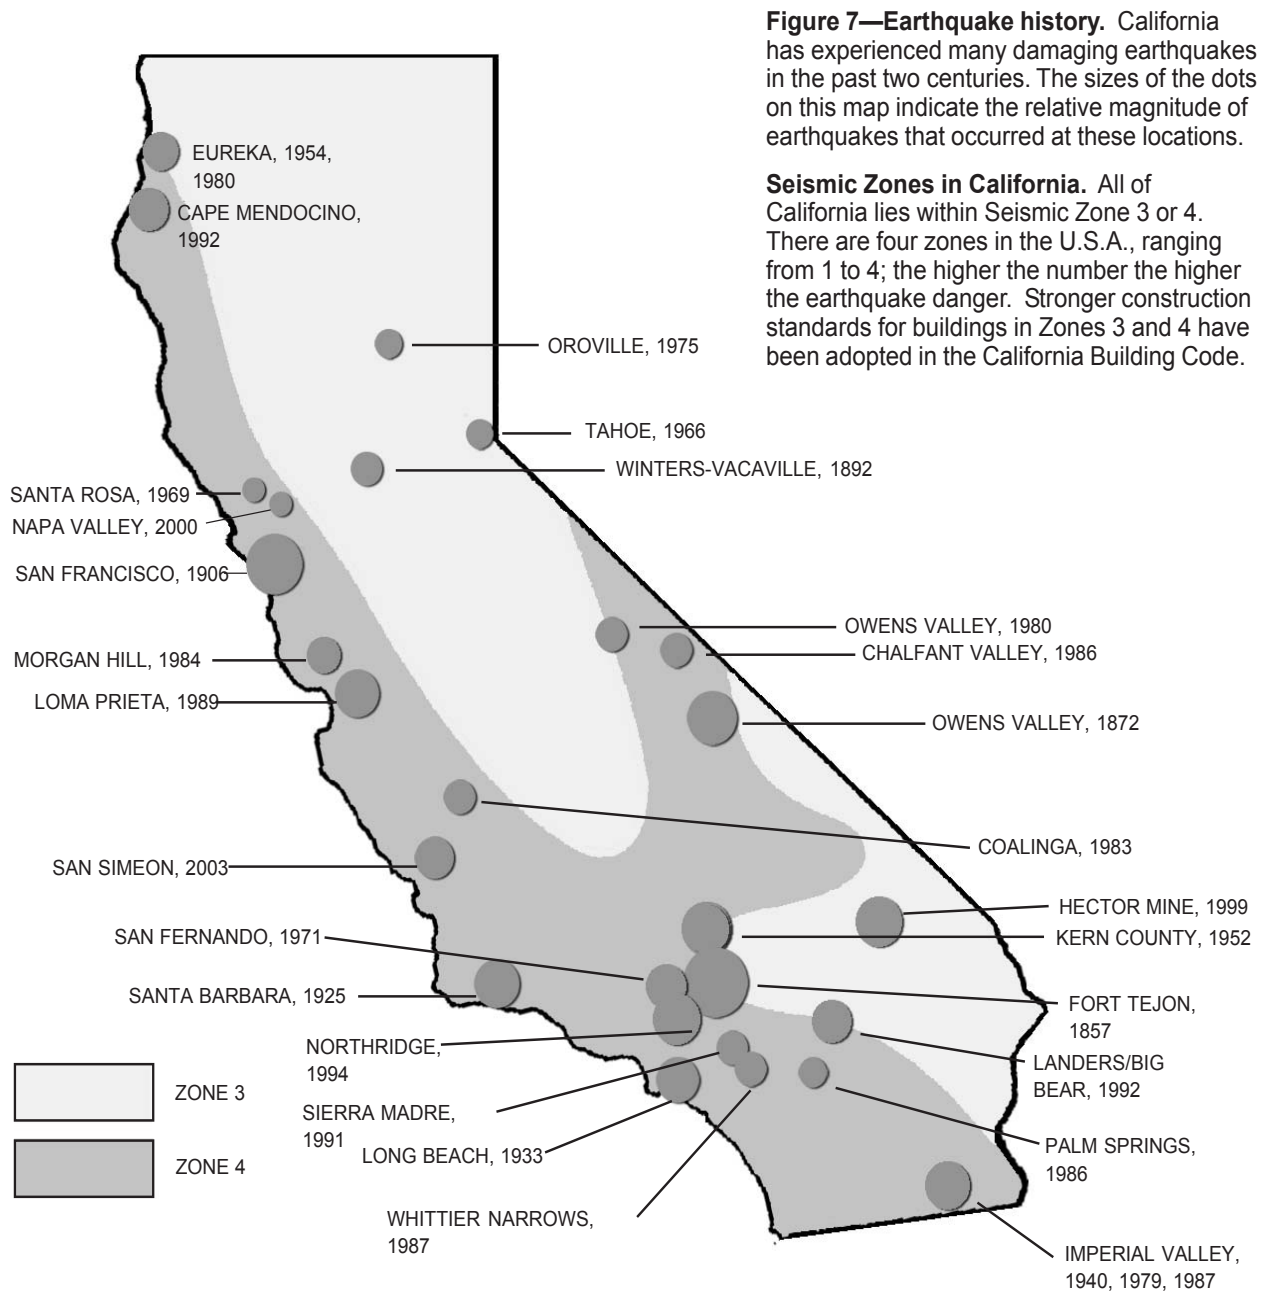 Figure 7—Earthquake history. California
has experienced many damaging earthquakes
in the past two centuries. The sizes of the dots
on this map indicate the relative magnitude of
earthquakes that occurred at these locations.
Seismic Zones in California. All of
California lies within Seismic Zone 3 or 4.
There are four zones in the U.S.A., ranging
from 1 to 4; the higher the number the higher
the earthquake danger. Stronger construction
standards for buildings in Zones 3 and 4 have
been adopted in the California Building Code.
EUREKA, 1954,
1980
CAPE MENDOCINO,
1992
OROVILLE, 1975
TAHOE, 1966
WINTERS-VACAVILLE, 1892
SANTA ROSA, 1969
NAPA VALLEY, 2000
SAN FRANCISCO, 1906
OWENS VALLEY, 1980
CHALFANT VALLEY, 1986
MORGAN HILL, 1984
LOMA PRIETA, 1989
OWENS VALLEY, 1872
COALINGA, 1983
SAN SIMEON, 2003
HECTOR MINE, 1999
KERN COUNTY, 1952
SAN FERNANDO, 1971
SANTA BARBARA, 1925
FORT TEJON,
1857
NORTHRIDGE,
1994
LANDERS/BIG
BEAR, 1992
ZONE 3
SIERRA MADRE,
1991
LONG BEACH, 1933
PALM SPRINGS,
1986
ZONE 4
WHITTIER NARROWS,
1987
IMPERIAL VALLEY,
1940, 1979, 1987